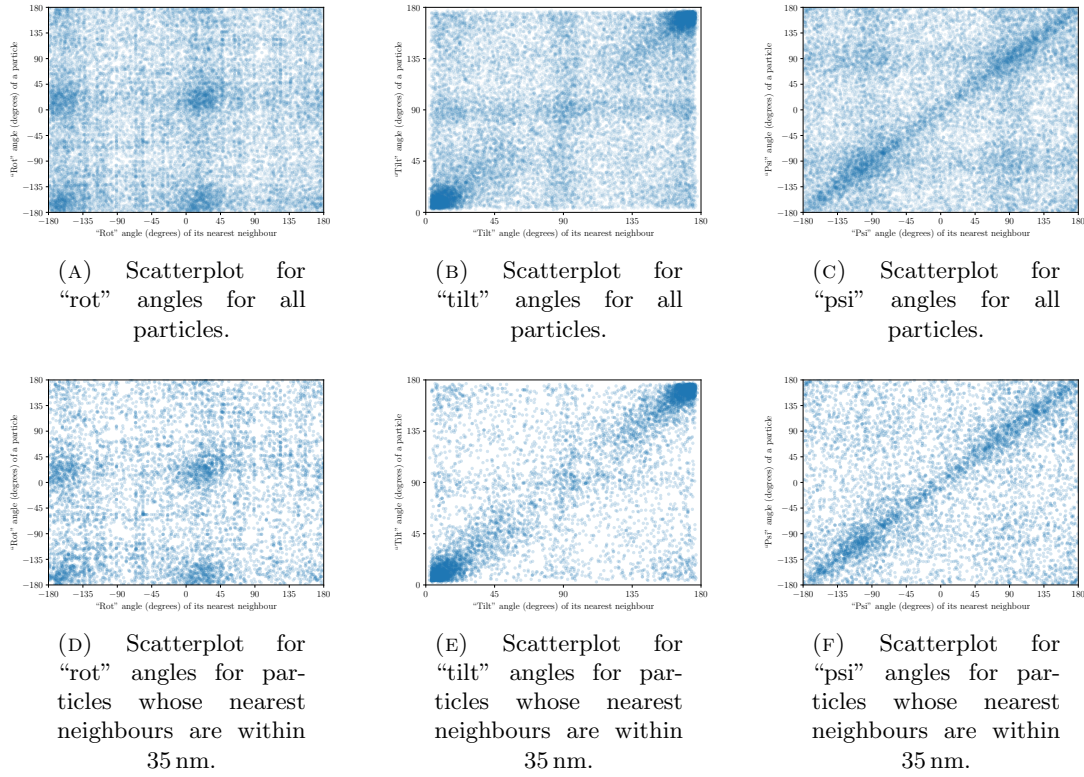 180
135
90
45
0
−45
−90
−135
−180
“Rot” angle (degrees) of a particle
−180 −135 −90 −45 0 45 90 135 180
“Rot” angle (degrees) of its nearest neighbour
(A) Scatterplot for
“rot” angles for all
particles.
180
135
90
45
0
“Tilt” angle (degrees) of a particle
0 45 90 135 180
“Tilt” angle (degrees) of its nearest neighbour
(B) Scatterplot for
“tilt” angles for all
particles.
180
135
90
45
0
−45
−90
−135
−180
“Psi” angle (degrees) of a particle
−180 −135 −90 −45 0 45 90 135 180
“Psi” angle (degrees) of its nearest neighbour
(C) Scatterplot for
“psi” angles for all
particles.
180
135
90
45
0
−45
−90
−135
−180
“Rot” angle (degrees) of a particle
−180 −135 −90 −45 0 45 90 135 180
“Rot” angle (degrees) of its nearest neighbour
(D) Scatterplot for
“rot” angles for par-
ticles whose nearest
neighbours are within
35 nm.
180
135
90
45
0
“Tilt” angle (degrees) of a particle
0 45 90 135 180
“Tilt” angle (degrees) of its nearest neighbour
(E) Scatterplot for
“tilt” angles for par-
ticles whose nearest
neighbours are within
35 nm.
180
135
90
45
0
−45
−90
−135
−180
“Psi” angle (degrees) of a particle
−180 −135 −90 −45 0 45 90 135 180
“Psi” angle (degrees) of its nearest neighbour
(F) Scatterplot for
“psi” angles for par-
ticles whose nearest
neighbours are within
35 nm.